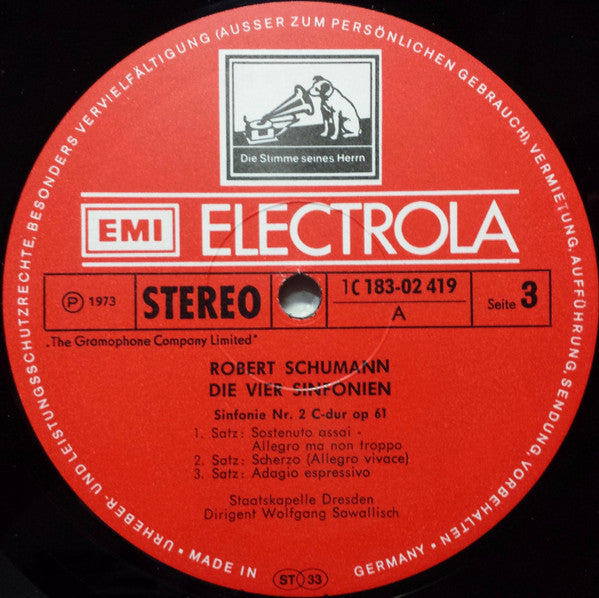 URHEBER- UND LEISTUNGSSCHUTZRECHTE, BESONDERS VERVIELFÄLTIGUNG (AUSSER ZUM PERSÖNLICHEN GEBRAUCH), VERMIETUNG, AUFFÜHRUNG, SENDUNG, VORBEHALTEN •
Die Stimme seines Herrn
EMI ELECTROLA
Ⓟ 1973 STEREO 1C 183-02 419 A Seite 3
„The Gramophone Company Limited"
ROBERT SCHUMANN
DIE VIER SINFONIEN
Sinfonie Nr. 2 C-dur op 61
1. Satz: Sostenuto assai -
Allegro ma non troppo
2. Satz: Scherzo (Allegro vivace)
3. Satz: Adagio espressivo
Staatskapelle Dresden
Dirigent Wolfgang Sawallisch
• MADE IN GERMANY •
ST 33